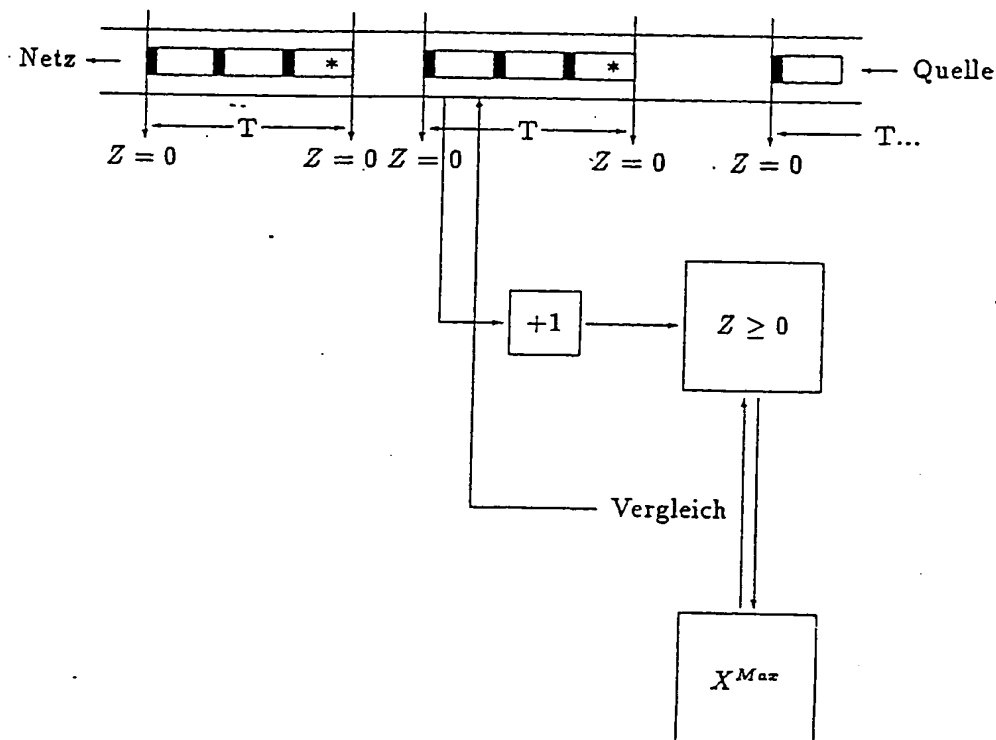 Netz
*
*
Quelle
T
T
T...
Z = 0
Z = 0
Z = 0
Z = 0
Z = 0
+1
Z ≥ 0
Vergleich
X^Max